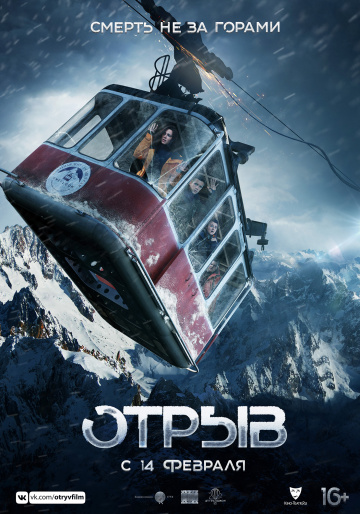 СМЕРТЬ НЕ ЗА ГОРАМИ
ОТРЫВ
С 14 ФЕВРАЛЯ
vk.com/otryvfilm
16+